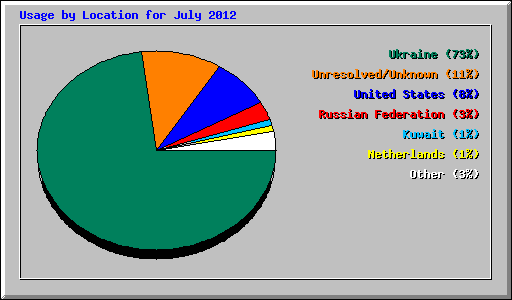 Usage by Location for July 2012
Ukraine (73%)
Unresolved/Unknown (11%)
United States (8%)
Russian Federation (3%)
Kuwait (1%)
Netherlands (1%)
Other (3%)